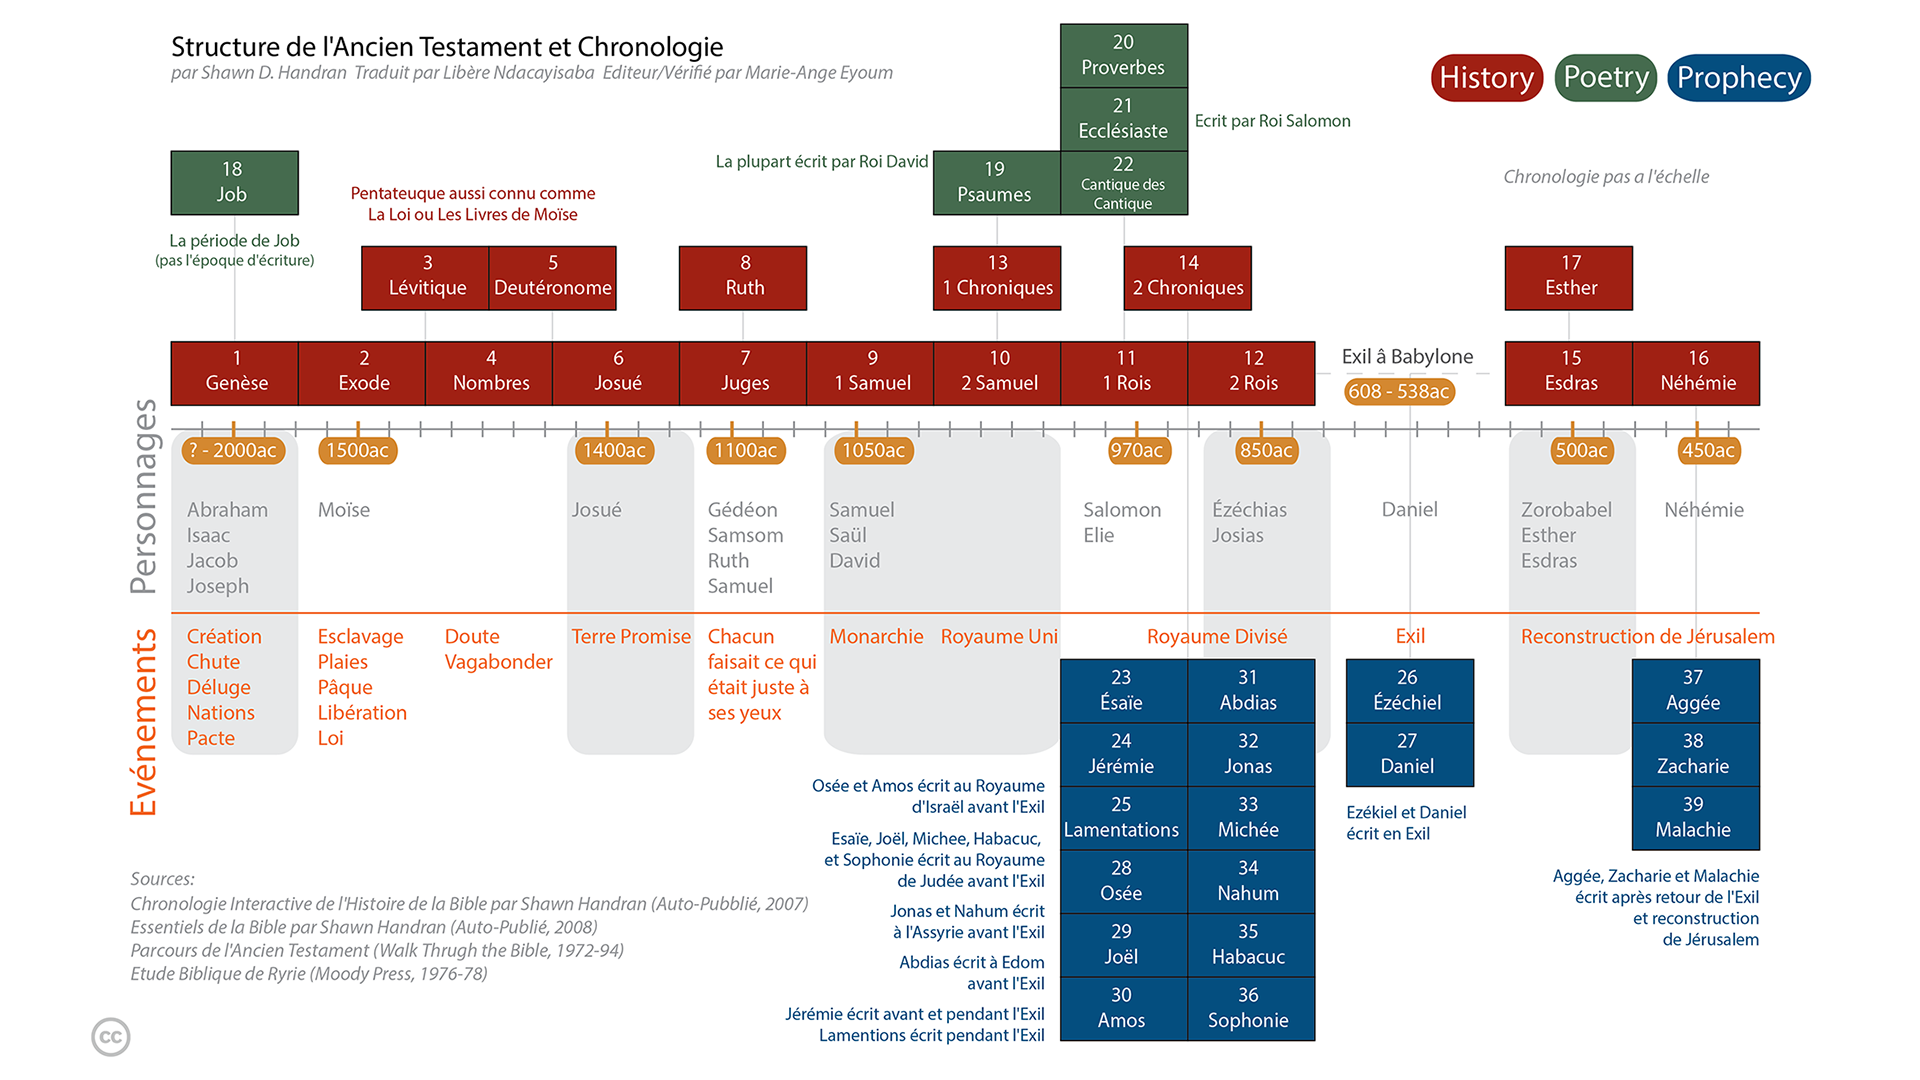 Structure de l'Ancien Testament et Chronologie
par Shawn D. Handran  Traduit par Libère Ndacayisaba  Editeur/Vérifié par Marie-Ange Eyoum
History
Poetry
Prophecy
20
Proverbes
21
Ecclésiaste
Ecrit par Roi Salomon
18
Job
La plupart écrit par Roi David
19
Psaumes
22
Cantique des
Cantique
Chronologie pas a l'échelle
Pentateuque aussi connu comme
La Loi ou Les Livres de Moïse
La période de Job
(pas l'époque d'écriture)
3
Lévitique
5
Deutéronome
8
Ruth
13
1 Chroniques
14
2 Chroniques
17
Esther
1
Genèse
2
Exode
4
Nombres
6
Josué
7
Juges
9
1 Samuel
10
2 Samuel
11
1 Rois
12
2 Rois
Exil â Babylone
608 - 538ac
15
Esdras
16
Néhémie
Personnages
? - 2000ac
1500ac
1400ac
1100ac
1050ac
970ac
850ac
500ac
450ac
Abraham
Isaac
Jacob
Joseph
Moïse
Josué
Gédéon
Samsom
Ruth
Samuel
Samuel
Saül
David
Salomon
Elie
Ézéchias
Josias
Daniel
Zorobabel
Esther
Esdras
Néhémie
Evénements
Création
Chute
Déluge
Nations
Pacte
Esclavage
Plaies
Pâque
Libération
Loi
Doute
Vagabonder
Terre Promise
Chacun
faisait ce qui
était juste à
ses yeux
Monarchie
Royaume Uni
Royaume Divisé
Exil
Reconstruction de Jérusalem
23
Ésaïe
31
Abdias
26
Ézéchiel
37
Aggée
24
Jérémie
32
Jonas
27
Daniel
38
Zacharie
25
Lamentations
33
Michée
39
Malachie
28
Osée
34
Nahum
29
Joël
35
Habacuc
30
Amos
36
Sophonie
Osée et Amos écrit au Royaume
d'Israël avant l'Exil
Esaïe, Joël, Michee, Habacuc,
et Sophonie écrit au Royaume
de Judée avant l'Exil
Jonas et Nahum écrit
à l'Assyrie avant l'Exil
Abdias écrit à Edom
avant l'Exil
Jérémie écrit avant et pendant l'Exil
Lamentions écrit pendant l'Exil
Ezékiel et Daniel
écrit en Exil
Aggée, Zacharie et Malachie
écrit après retour de l'Exil
et reconstruction
de Jérusalem
Sources:
Chronologie Interactive de l'Histoire de la Bible par Shawn Handran (Auto-Pubblié, 2007)
Essentiels de la Bible par Shawn Handran (Auto-Publié, 2008)
Parcours de l'Ancien Testament (Walk Thrugh the Bible, 1972-94)
Etude Biblique de Ryrie (Moody Press, 1976-78)
cc